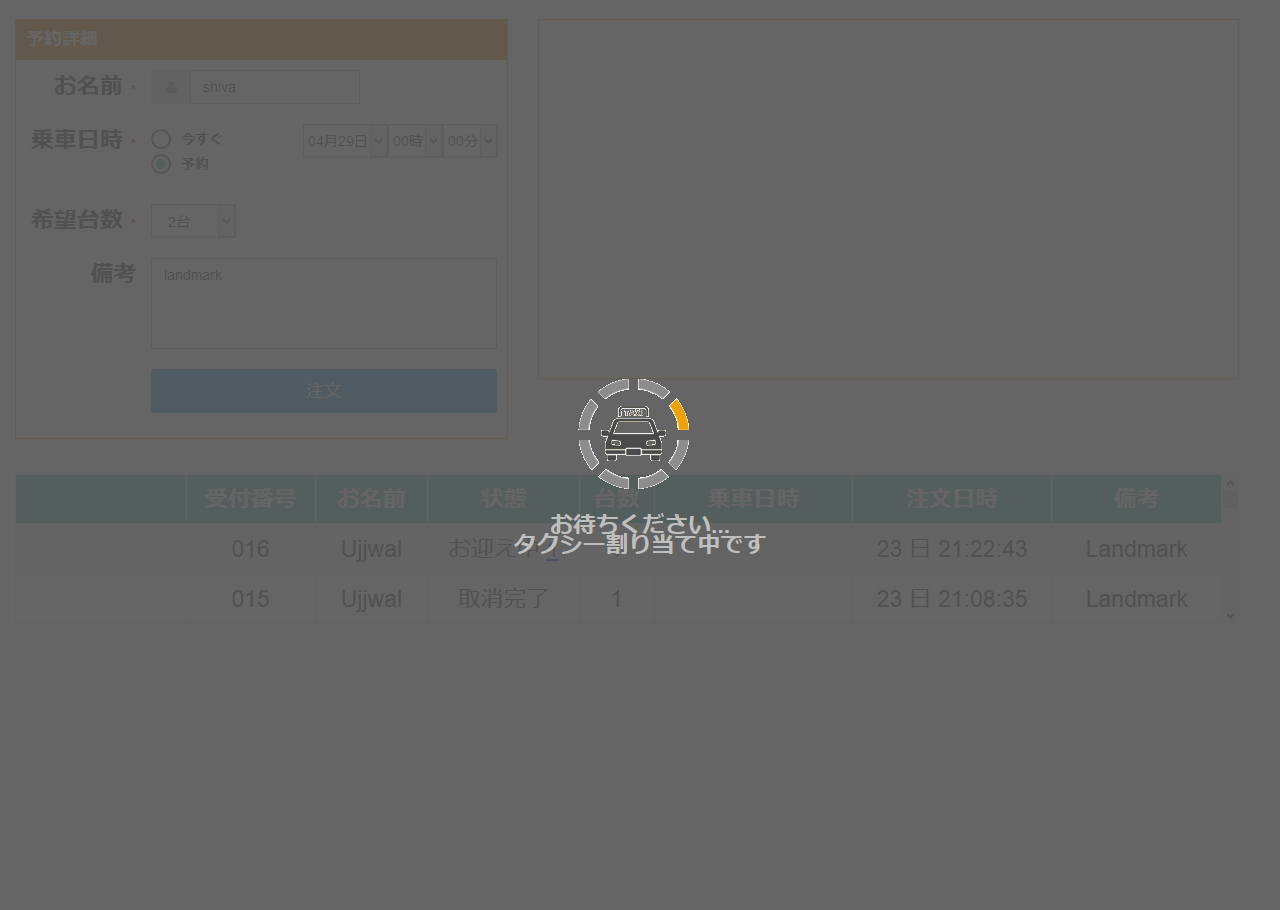 予約詳細
お名前 * shiva
乗車日時 * 今すぐ 04月29日 00時 00分
予約
希望台数 * 2台
備考 landmark
注文
TAXI
受付番号 お名前 状態 台数 乗車日時 注文日時 備考
お待ちください...
タクシー割り当て中です
016 Ujjwal お迎え中 1 23 日 21:22:43 Landmark
015 Ujjwal 取消完了 1 23 日 21:08:35 Landmark